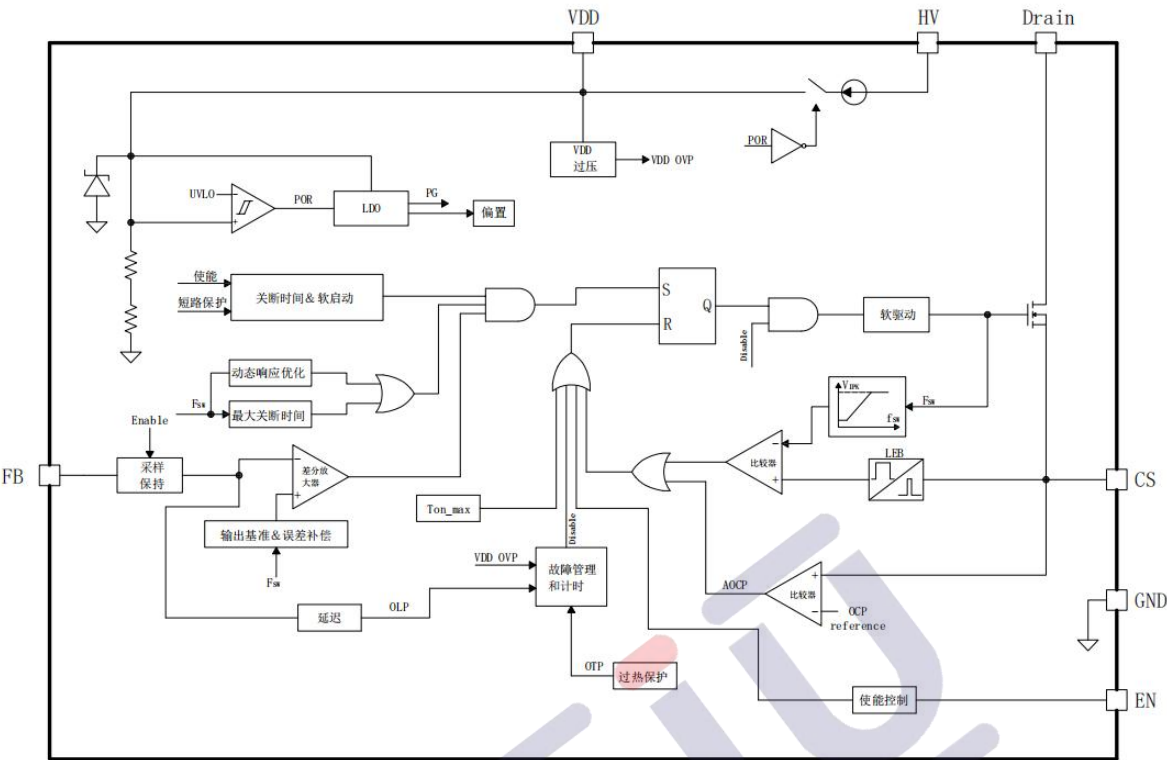 VDD
HV
Drain
POR
VDD
过压
VDD OVP
UVLO
-
+
POR
LDO
PG
偏置
使能
短路保护
关断时间&软启动
S
R
Q
Disable
软驱动
动态响应优化
Fsw
最大关断时间
VIPK
fsw
Fsw
Enable
FB
采样
保持
-
+
差分放
大器
-
+
比较器
LEB
CS
输出基准&误差补偿
Fsw
Ton_max
Disable
VDD OVP
故障管理
和计时
AOCP
+
-
比较器
OCP
reference
GND
延迟
OLP
OTP
过热保护
使能控制
EN